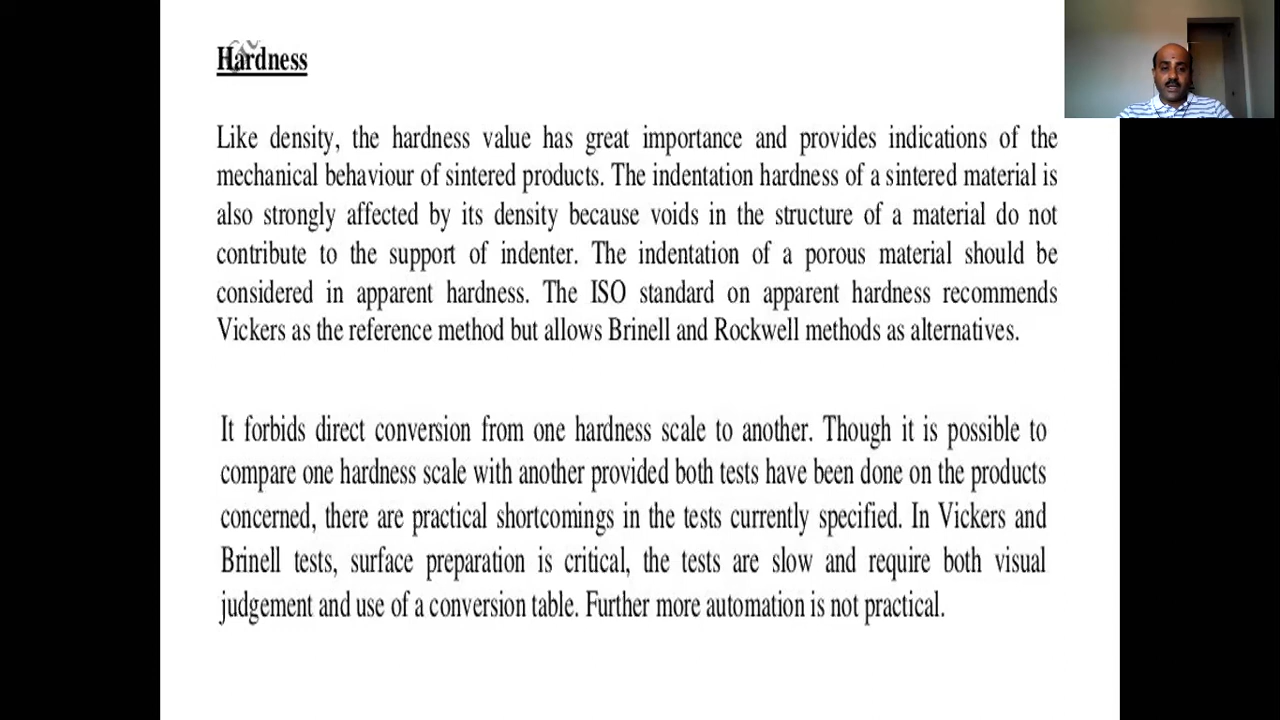 Hardness
Like density, the hardness value has great importance and provides indications of the
mechanical behaviour of sintered products. The indentation hardness of a sintered material is
also strongly affected by its density because voids in the structure of a material do not
contribute to the support of indenter. The indentation of a porous material should be
considered in apparent hardness. The ISO standard on apparent hardness recommends
Vickers as the reference method but allows Brinell and Rockwell methods as alternatives.
It forbids direct conversion from one hardness scale to another. Though it is possible to
compare one hardness scale with another provided both tests have been done on the products
concerned, there are practical shortcomings in the tests currently specified. In Vickers and
Brinell tests, surface preparation is critical, the tests are slow and require both visual
judgement and use of a conversion table. Further more automation is not practical.